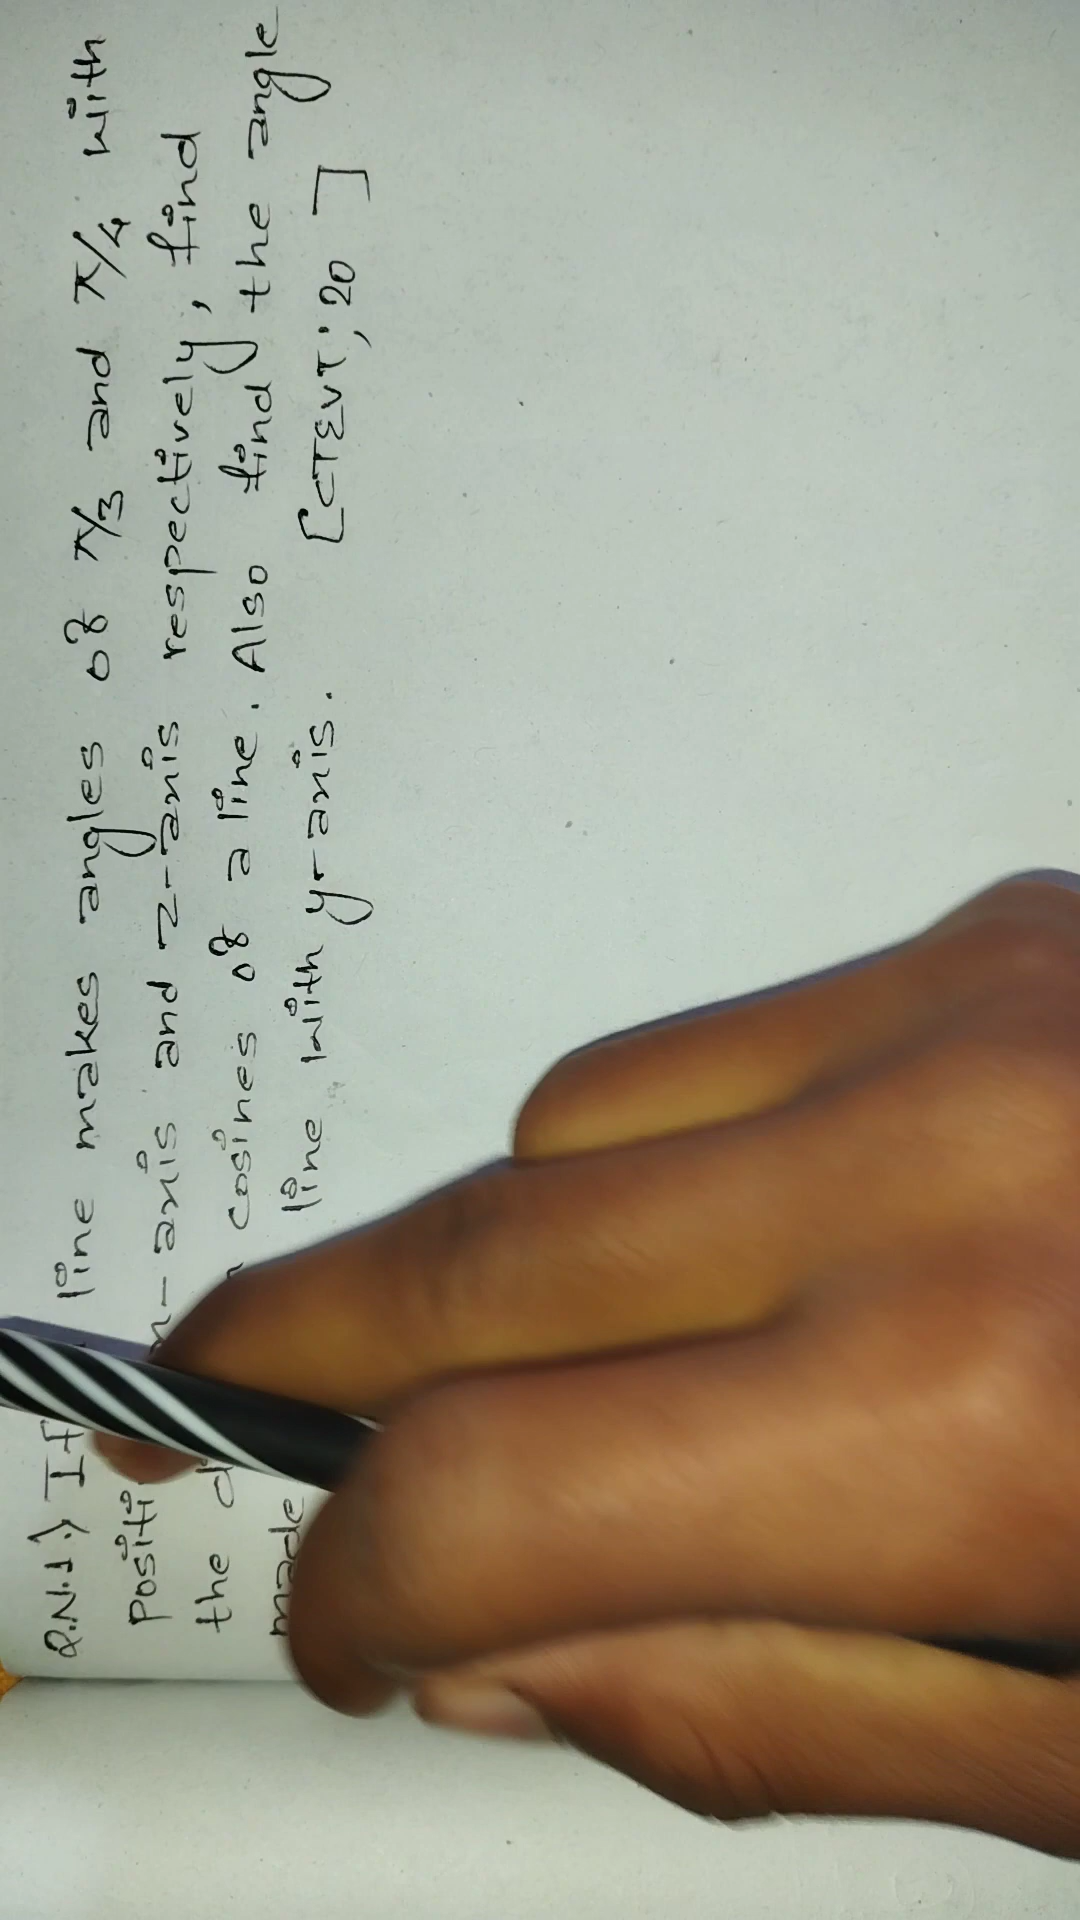 Q.N.1.> If line makes angles of π/3 and π/4 with
Positi x-axis and z-axis respectively, find
the d cosines of a line. Also find the angle
made line with y-axis. [CTEVT; 20 ]